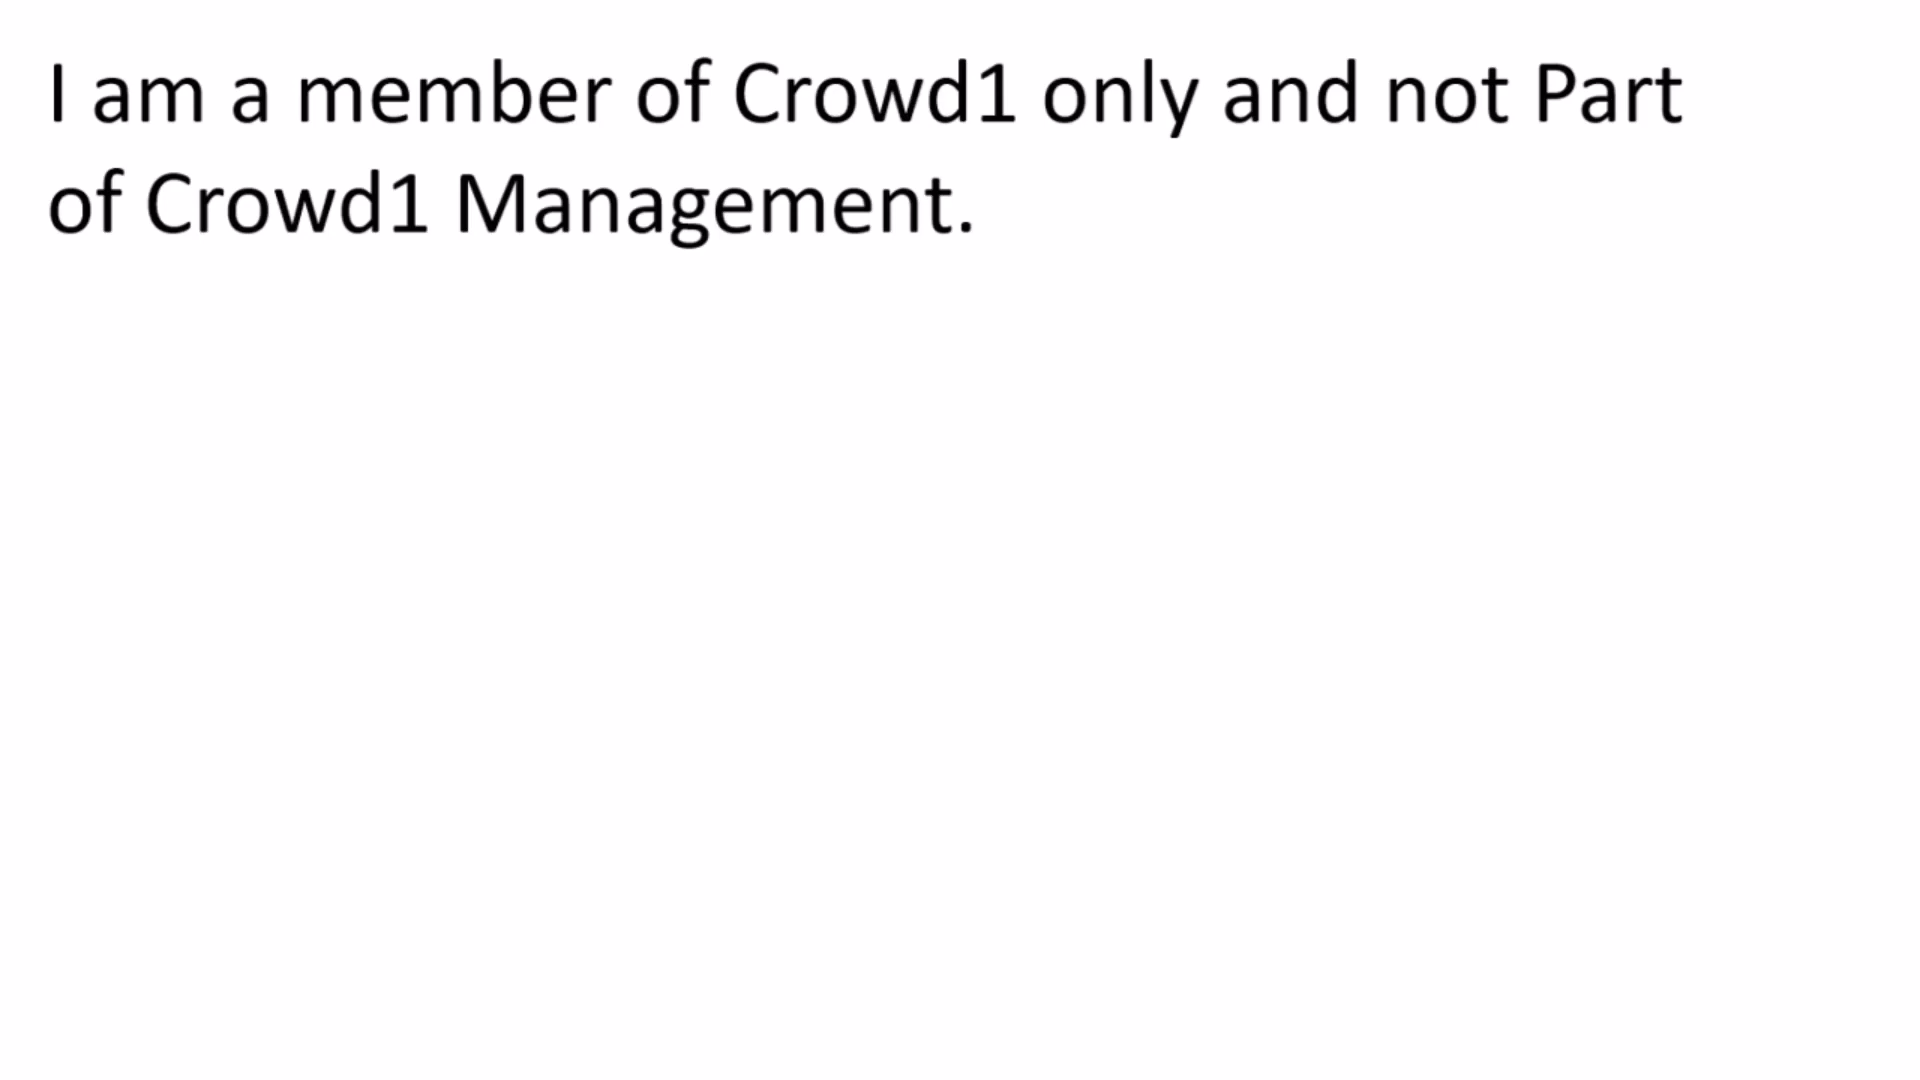 I am a member of Crowd1 only and not Part
of Crowd1 Management.